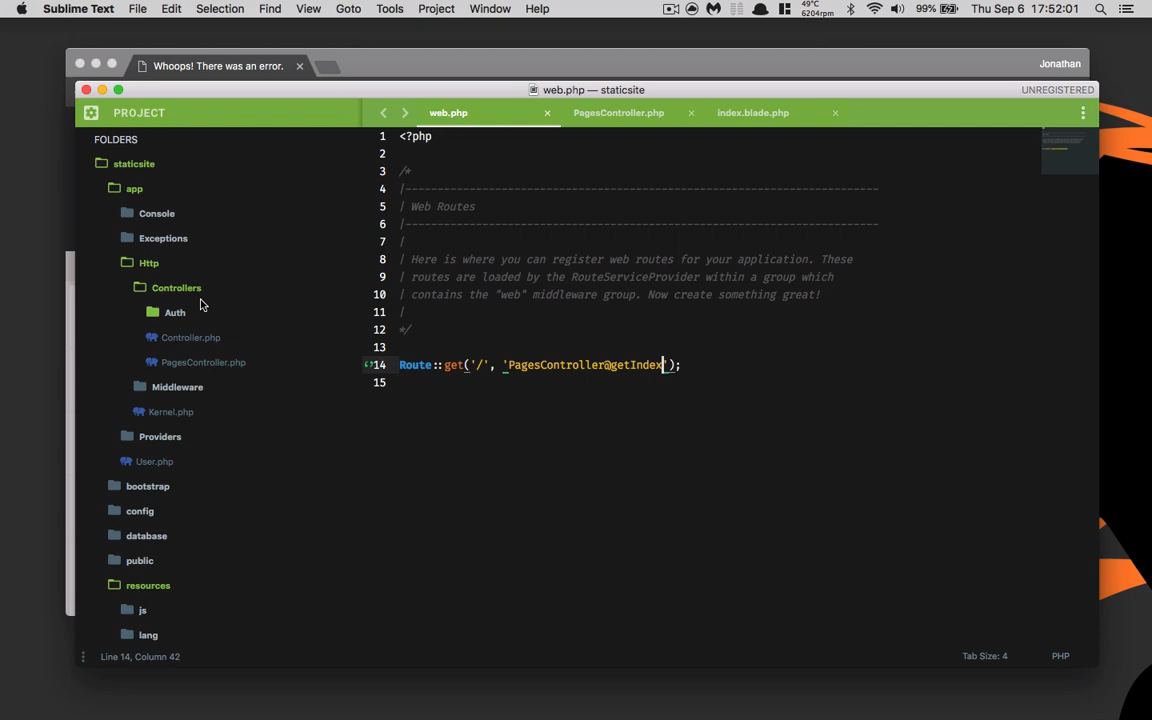 Sublime Text File Edit Selection Find View Goto Tools Project Window Help 49°C 6204rpm 99% Thu Sep 6 17:52:01
Whoops! There was an error.
Jonathan
web.php — staticsite
UNREGISTERED
PROJECT
web.php
PagesController.php
index.blade.php
FOLDERS
staticsite
app
Console
Exceptions
Http
Controllers
Auth
Controller.php
PagesController.php
Middleware
Kernel.php
Providers
User.php
bootstrap
config
database
public
resources
js
lang
1 <?php
2
3 /*
4 |--------------------------------------------------------------------------
5 | Web Routes
6 |--------------------------------------------------------------------------
7 |
8 | Here is where you can register web routes for your application. These
9 | routes are loaded by the RouteServiceProvider within a group which
10 | contains the "web" middleware group. Now create something great!
11 |
12 */
13
14 Route::get('/', 'PagesController@getIndex');
15
Line 14, Column 42
Tab Size: 4
PHP